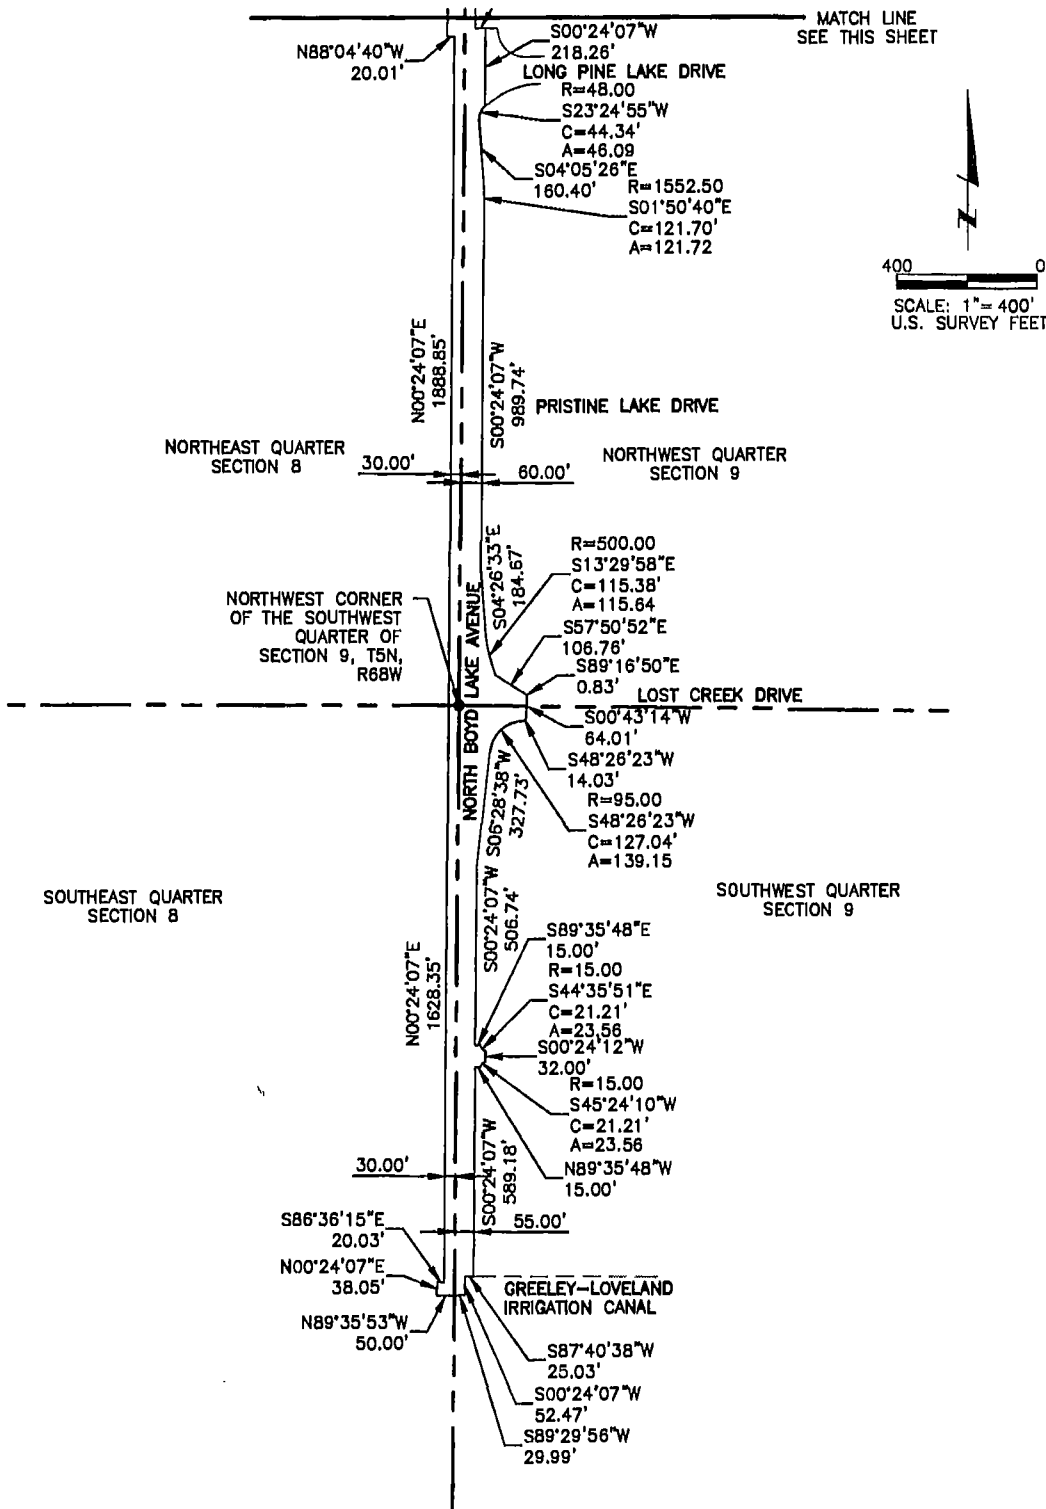 MATCH LINE
SEE THIS SHEET
N88°04'40"W
20.01'
S00°24'07"W
218.26'
LONG PINE LAKE DRIVE
R=48.00
S23°24'55"W
C=44.34'
A=46.09
S04°05'26"E
160.40'
R=1552.50
S01°50'40"E
C=121.70'
A=121.72
N
400 0
SCALE: 1"= 400'
U.S. SURVEY FEET
N00°24'07"E
1888.85'
S00°24'07"W
989.74'
PRISTINE LAKE DRIVE
NORTHEAST QUARTER
SECTION 8
30.00'
60.00'
NORTHWEST QUARTER
SECTION 9
S04°26'33"E
184.67'
R=500.00
S13°29'58"E
C=115.38'
A=115.64
S57°50'52"E
106.76'
S89°16'50"E
0.83'
NORTHWEST CORNER
OF THE SOUTHWEST
QUARTER OF
SECTION 9, T5N,
R68W
NORTH BOYD LAKE AVENUE
LOST CREEK DRIVE
S00°43'14"W
64.01'
S48°26'23"W
14.03'
R=95.00
S48°26'23"W
C=127.04'
A=139.15
S06°28'38"W
327.73'
SOUTHEAST QUARTER
SECTION 8
SOUTHWEST QUARTER
SECTION 9
S00°24'07"W
506.74'
N00°24'07"E
1628.35'
S89°35'48"E
15.00'
R=15.00
S44°35'51"E
C=21.21'
A=23.56
S00°24'12"W
32.00'
R=15.00
S45°24'10"W
C=21.21'
A=23.56
N89°35'48"W
15.00'
S00°24'07"W
589.18'
30.00'
55.00'
S86°36'15"E
20.03'
N00°24'07"E
38.05'
N89°35'53"W
50.00'
GREELEY-LOVELAND
IRRIGATION CANAL
S87°40'38"W
25.03'
S00°24'07"W
52.47'
S89°29'56"W
29.99'